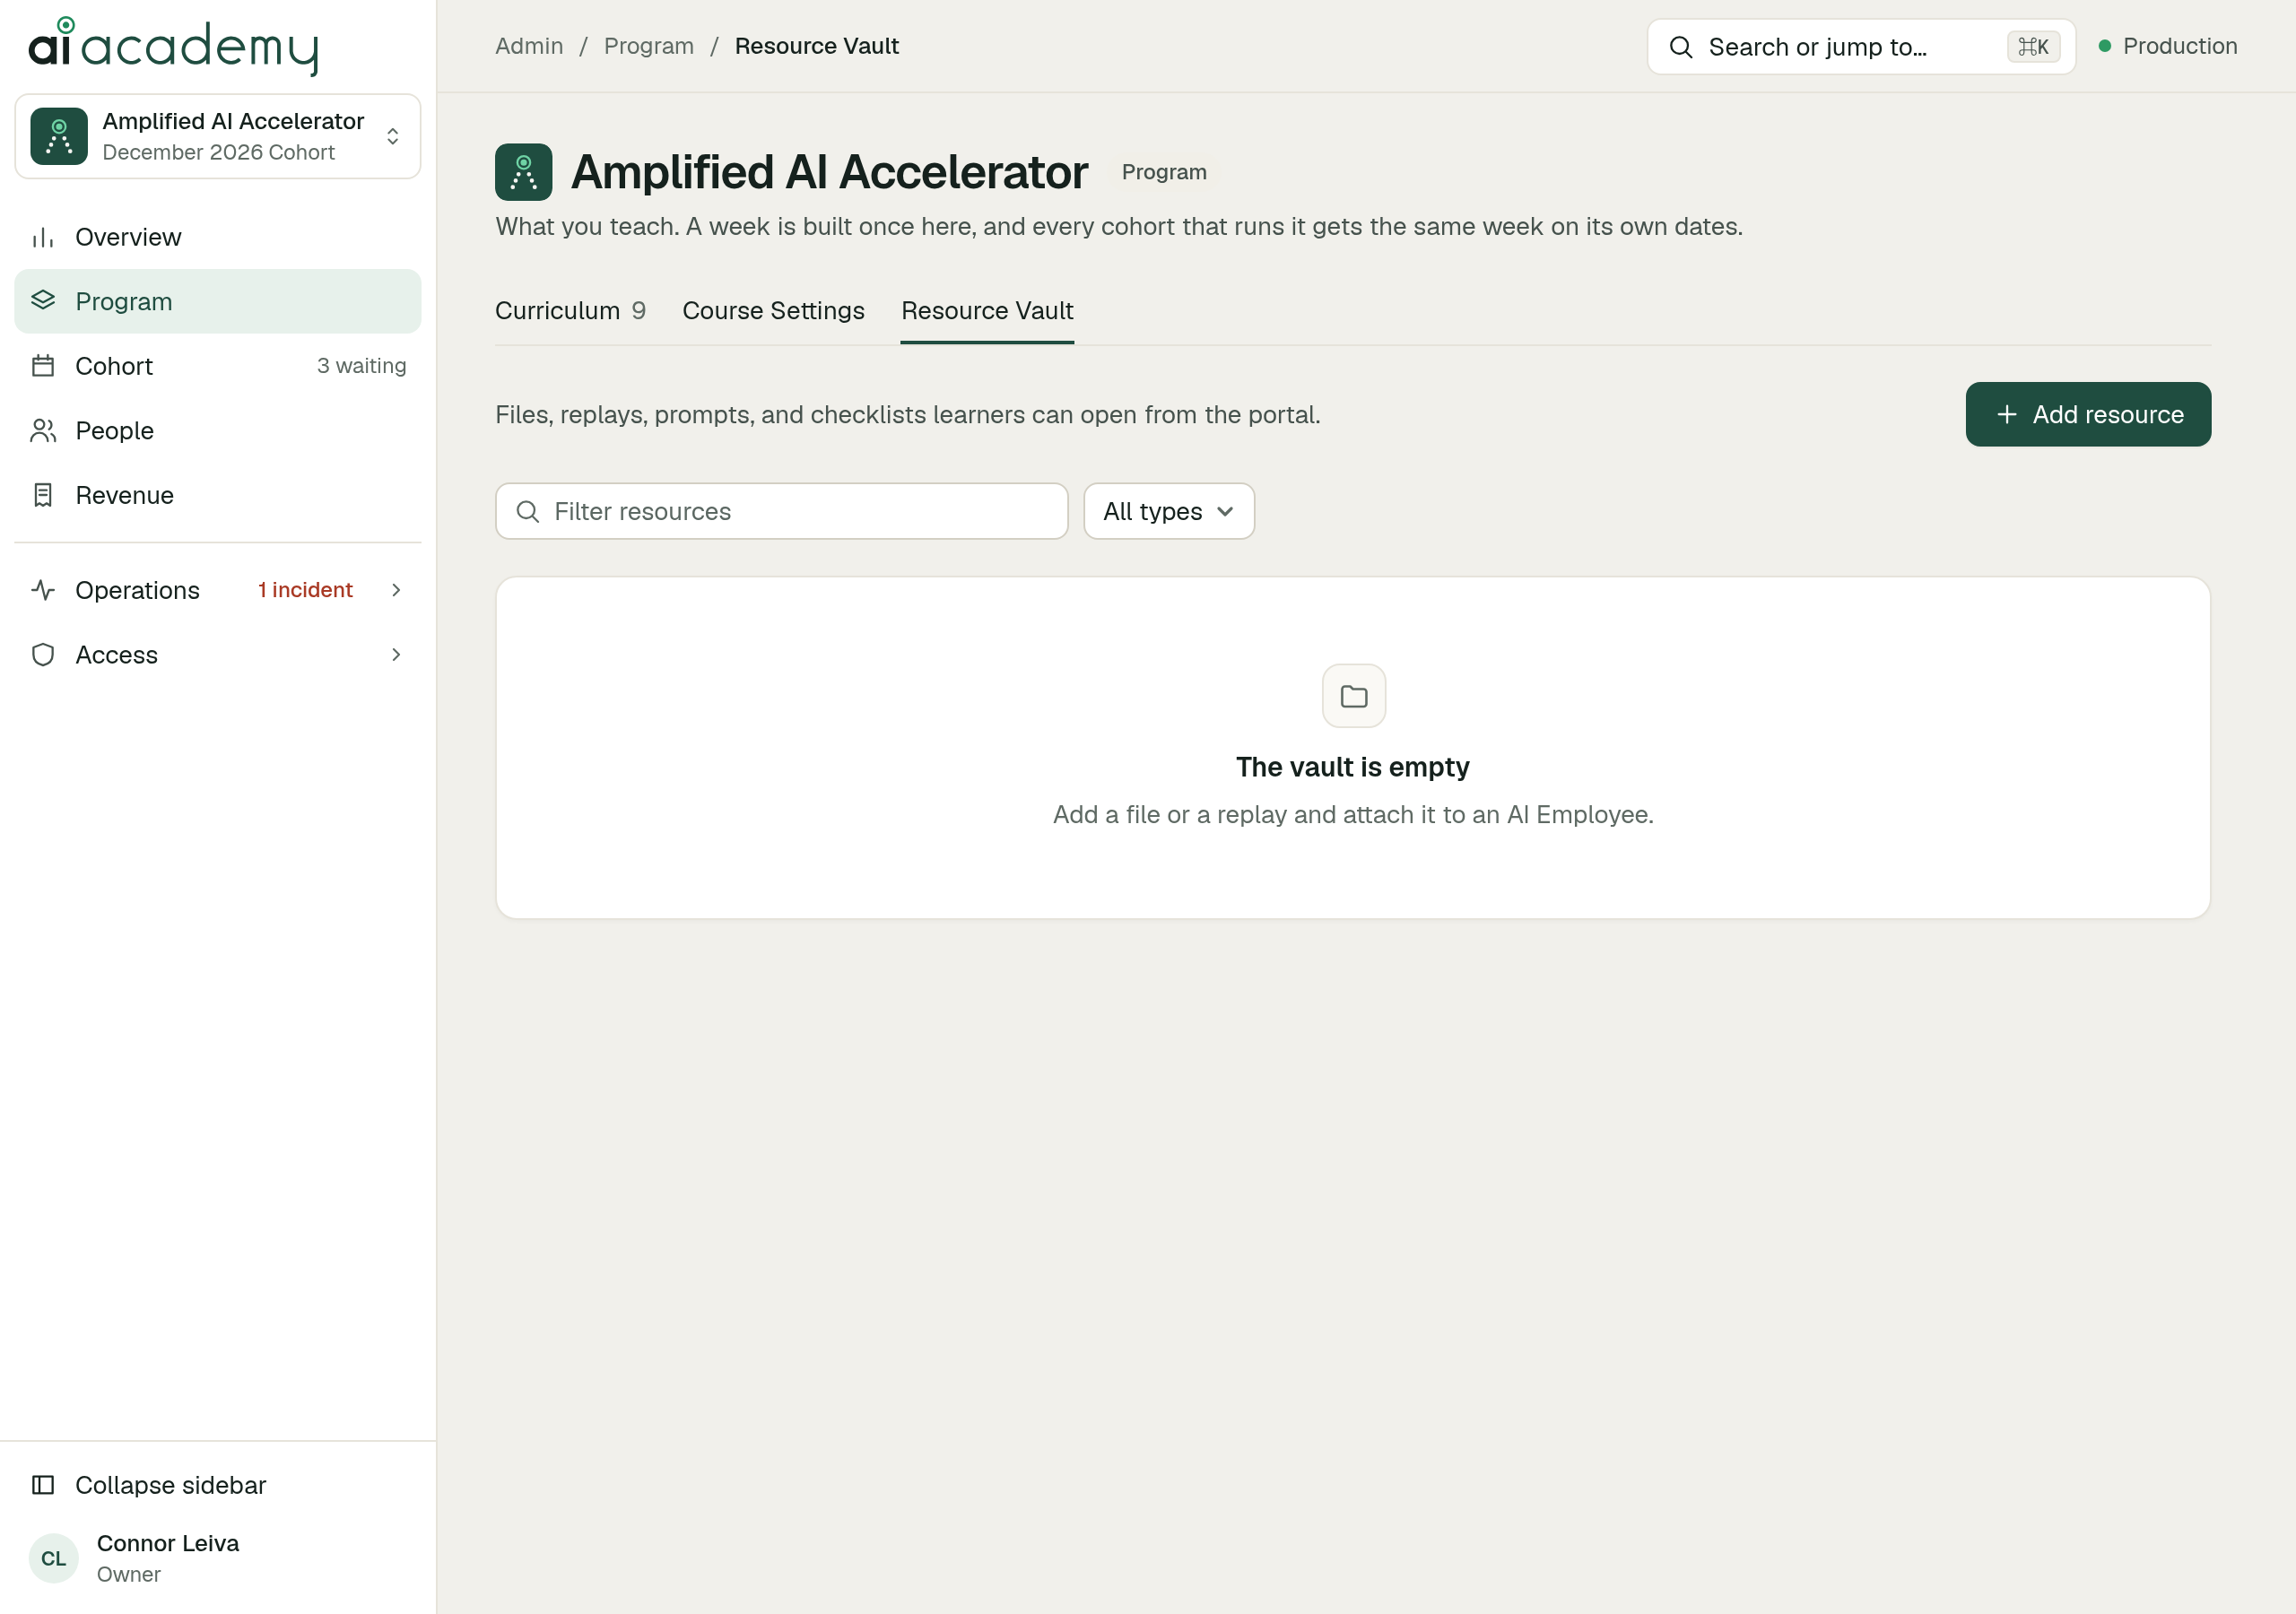 ai academy
Amplified AI Accelerator
December 2026 Cohort
Overview
Program
Cohort 3 waiting
People
Revenue
Operations 1 incident
Access
Collapse sidebar
CL
Connor Leiva
Owner
Admin / Program / Resource Vault
Search or jump to... ⌘K
Production
Amplified AI Accelerator Program
What you teach. A week is built once here, and every cohort that runs it gets the same week on its own dates.
Curriculum 9 Course Settings Resource Vault
Files, replays, prompts, and checklists learners can open from the portal.
+ Add resource
Filter resources
All types
The vault is empty
Add a file or a replay and attach it to an AI Employee.